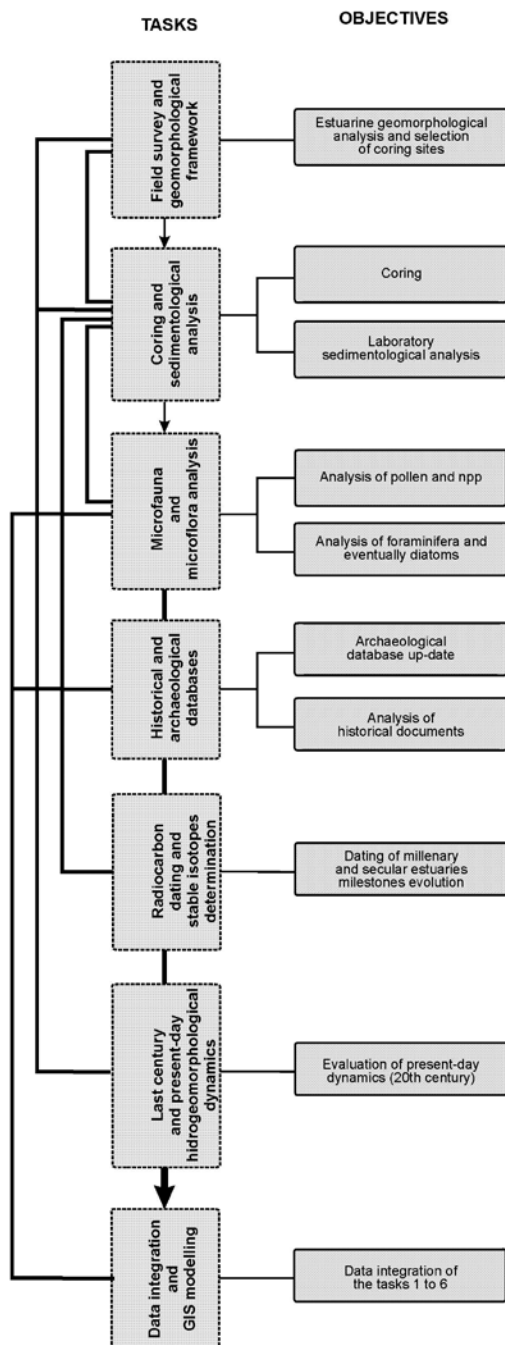 TASKS
OBJECTIVES
Field survey and
geomorphological
framework
Estuarine geomorphological
analysis and selection
of coring sites
Coring and
sedimentological
analysis
Coring
Laboratory
sedimentological analysis
Microfauna
and
microflora analysis
Analysis of pollen and npp
Analysis of foraminifera and
eventually diatoms
Historical and
archaeological
databases
Archaeological
database up-date
Analysis of
historical documents
Radiocarbon
dating and
stable isotopes
determination
Dating of millenary
and secular estuaries
milestones evolution
Last century
and present-day
hidrogeomorphological
dynamics
Evaluation of present-day
dynamics (20th century)
Data integration
and
GIS modelling
Data integration of
the tasks 1 to 6